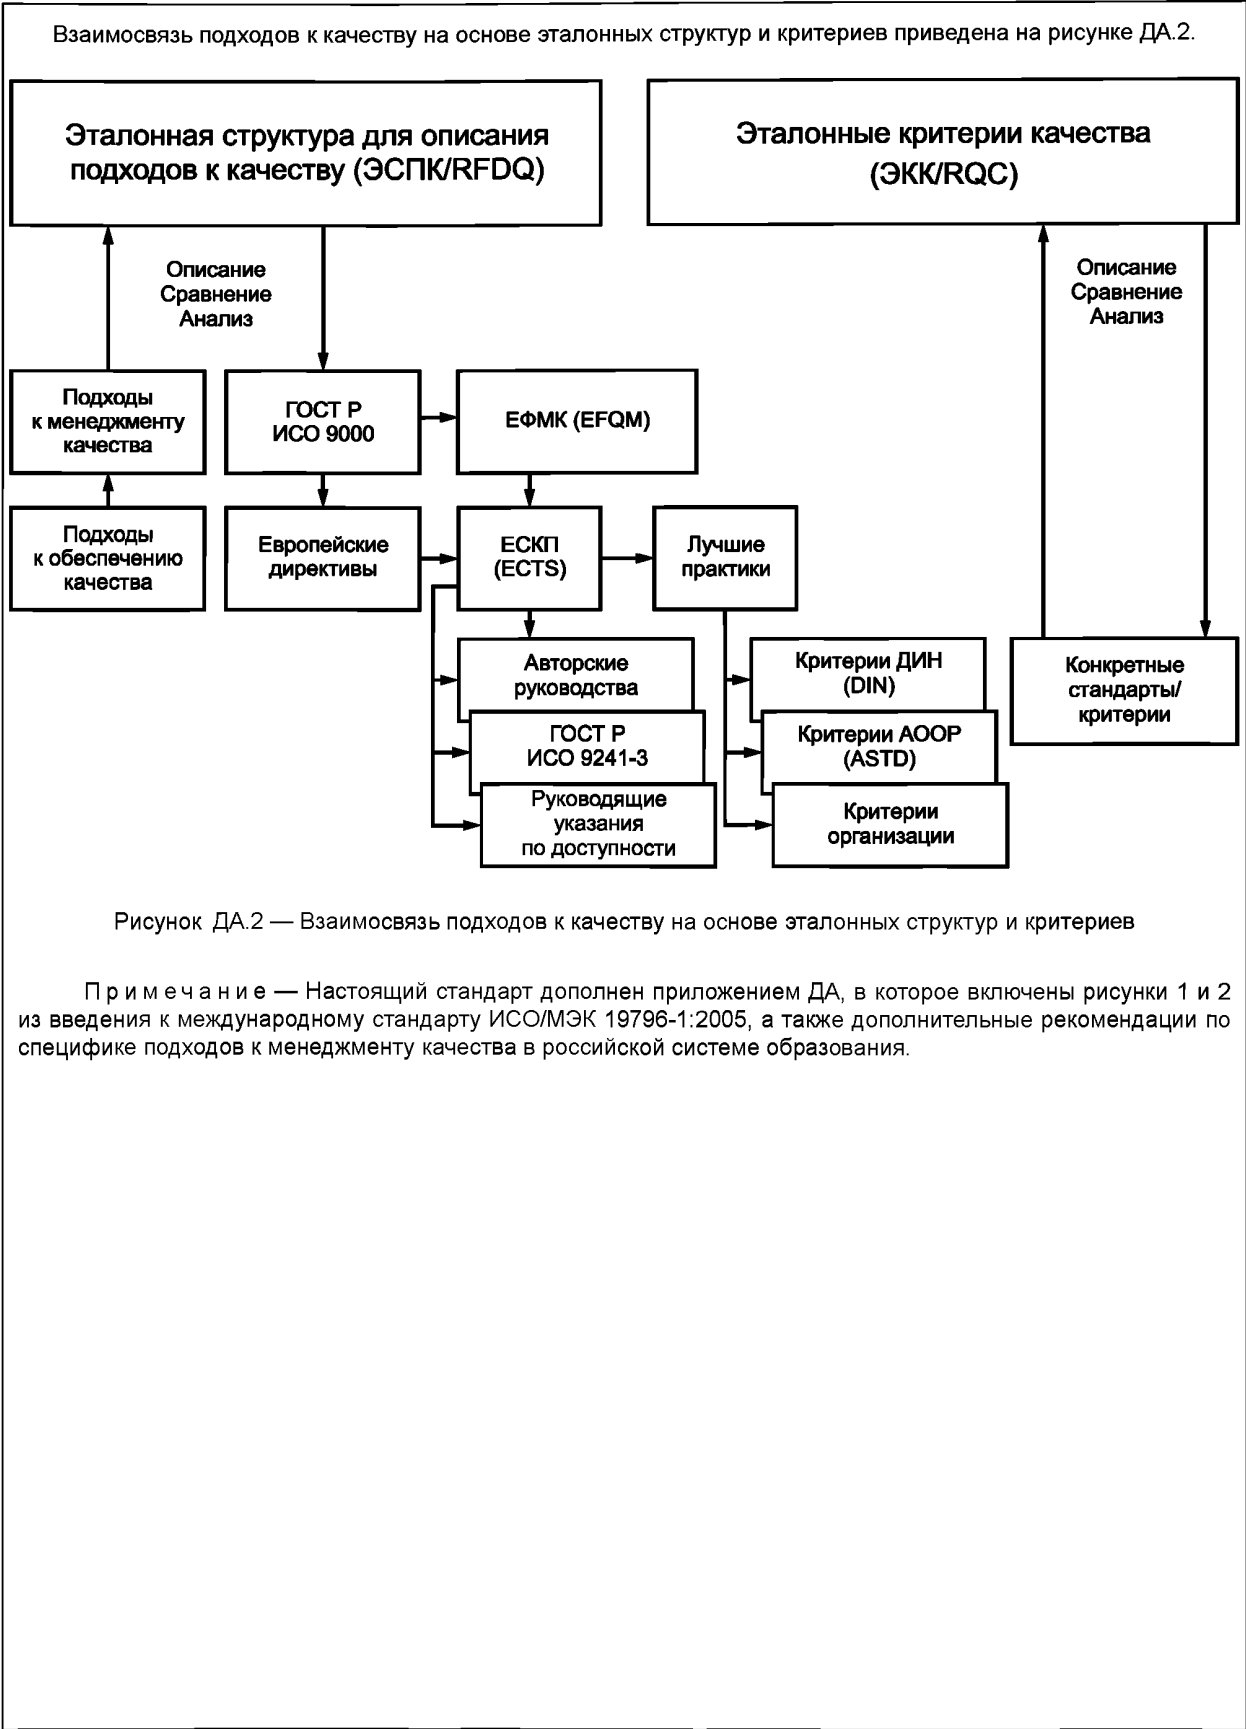 Взаимосвязь подходов к качеству на основе эталонных структур и критериев приведена на рисунке ДА.2.
Эталонная структура для описания
подходов к качеству (ЭСПК/RFDQ)
Эталонные критерии качества
(ЭКК/RQC)
Описание
Сравнение
Анализ
Описание
Сравнение
Анализ
Подходы
к менеджменту
качества
ГОСТ Р
ИСО 9000
ЕФМК (EFQM)
Подходы
к обеспечению
качества
Европейские
директивы
ЕСКП
(ECTS)
Лучшие
практики
Авторские
руководства
ГОСТ Р
ИСО 9241-3
Руководящие
указания
по доступности
Критерии ДИН
(DIN)
Критерии АООР
(ASTD)
Критерии
организации
Конкретные
стандарты/
критерии
Рисунок ДА.2 — Взаимосвязь подходов к качеству на основе эталонных структур и критериев
Примечание — Настоящий стандарт дополнен приложением ДА, в которое включены рисунки 1 и 2
из введения к международному стандарту ИСО/МЭК 19796-1:2005, а также дополнительные рекомендации по
специфике подходов к менеджменту качества в российской системе образования.